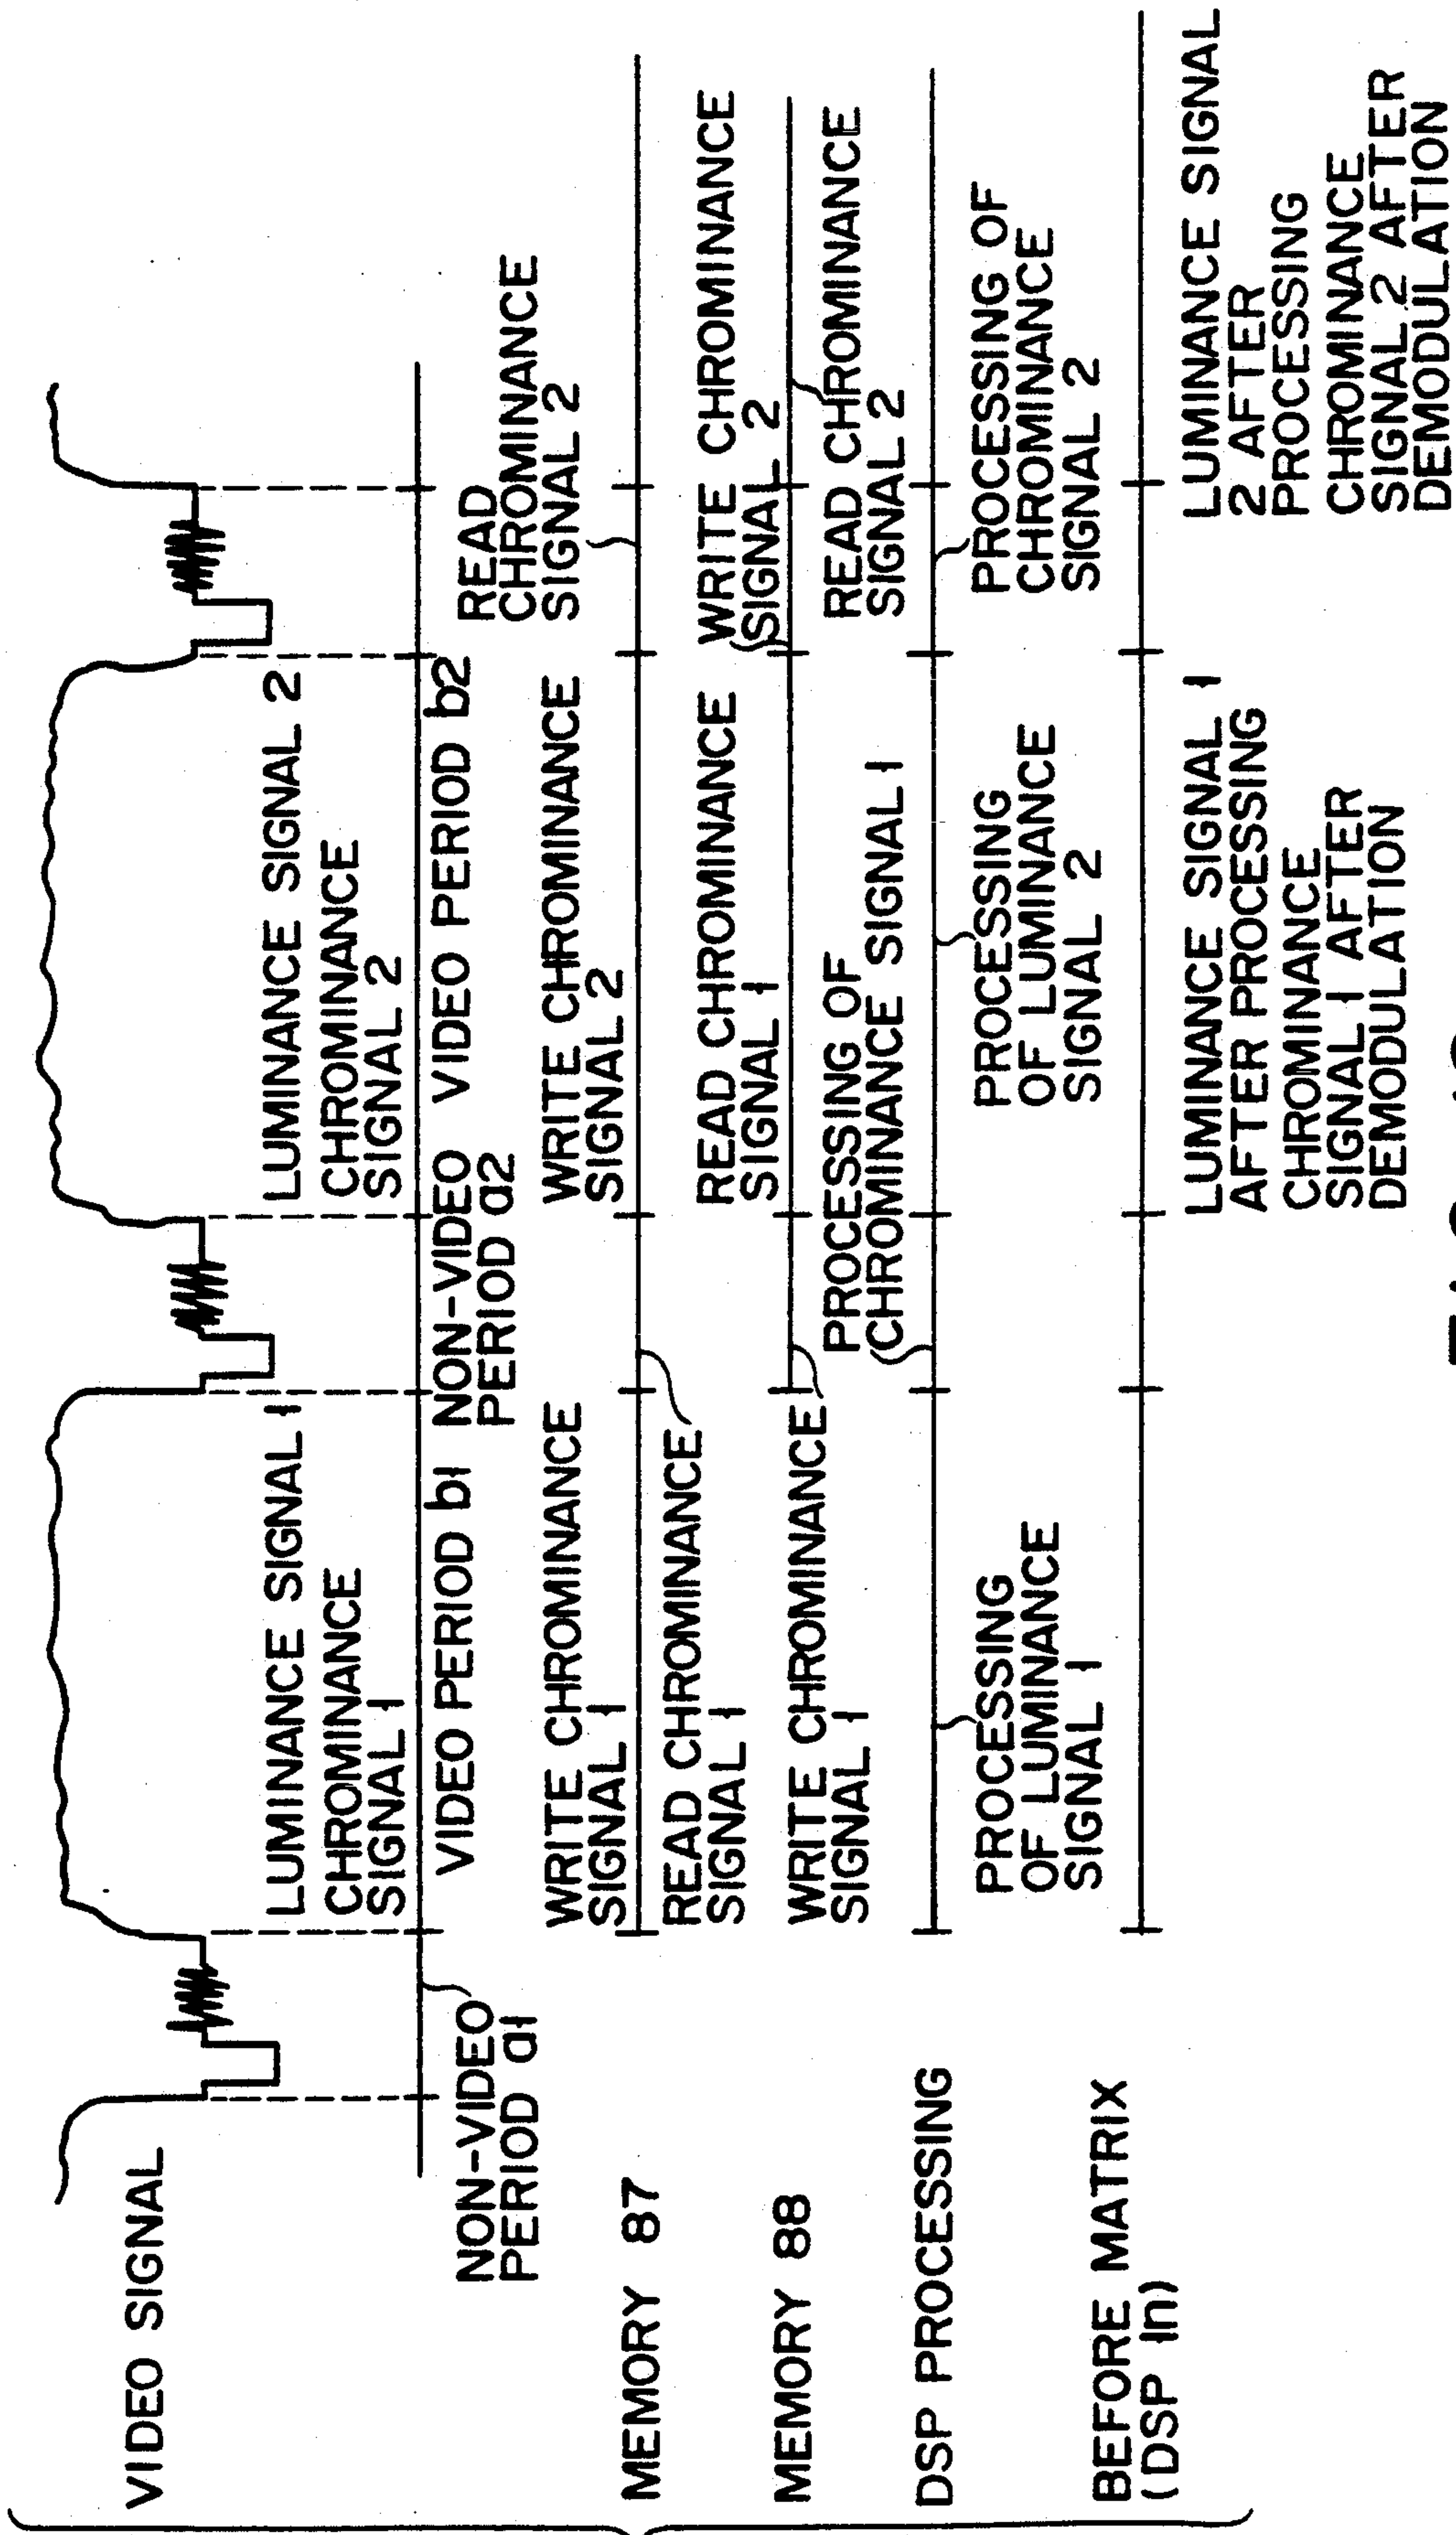 VIDEO SIGNAL
LUMINANCE SIGNAL 1
CHROMINANCE
SIGNAL 1
LUMINANCE SIGNAL 2
CHROMINANCE
SIGNAL 2
NON-VIDEO
PERIOD a1
VIDEO PERIOD b1
NON-VIDEO
PERIOD a2
VIDEO PERIOD b2
MEMORY 87
WRITE CHROMINANCE
SIGNAL 1
READ CHROMINANCE
SIGNAL 1
WRITE CHROMINANCE
SIGNAL 2
READ
CHROMINANCE
SIGNAL 2
MEMORY 88
WRITE CHROMINANCE
SIGNAL 1
READ CHROMINANCE
SIGNAL 1
WRITE CHROMINANCE
SIGNAL 2
READ CHROMINANCE
SIGNAL 2
DSP PROCESSING
PROCESSING
OF LUMINANCE
SIGNAL 1
PROCESSING OF
CHROMINANCE SIGNAL 1
PROCESSING
OF LUMINANCE
SIGNAL 2
PROCESSING OF
CHROMINANCE
SIGNAL 2
BEFORE MATRIX
(DSP In)
LUMINANCE SIGNAL 1
AFTER PROCESSING
CHROMINANCE
SIGNAL 1 AFTER
DEMODULATION
LUMINANCE SIGNAL
2 AFTER
PROCESSING
CHROMINANCE
SIGNAL 2 AFTER
DEMODULATION